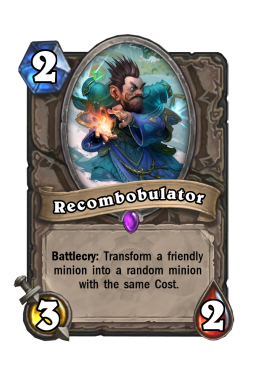 2
Recombobulator
Battlecry: Transform a friendly
minion into a random minion
with the same Cost.
3
2